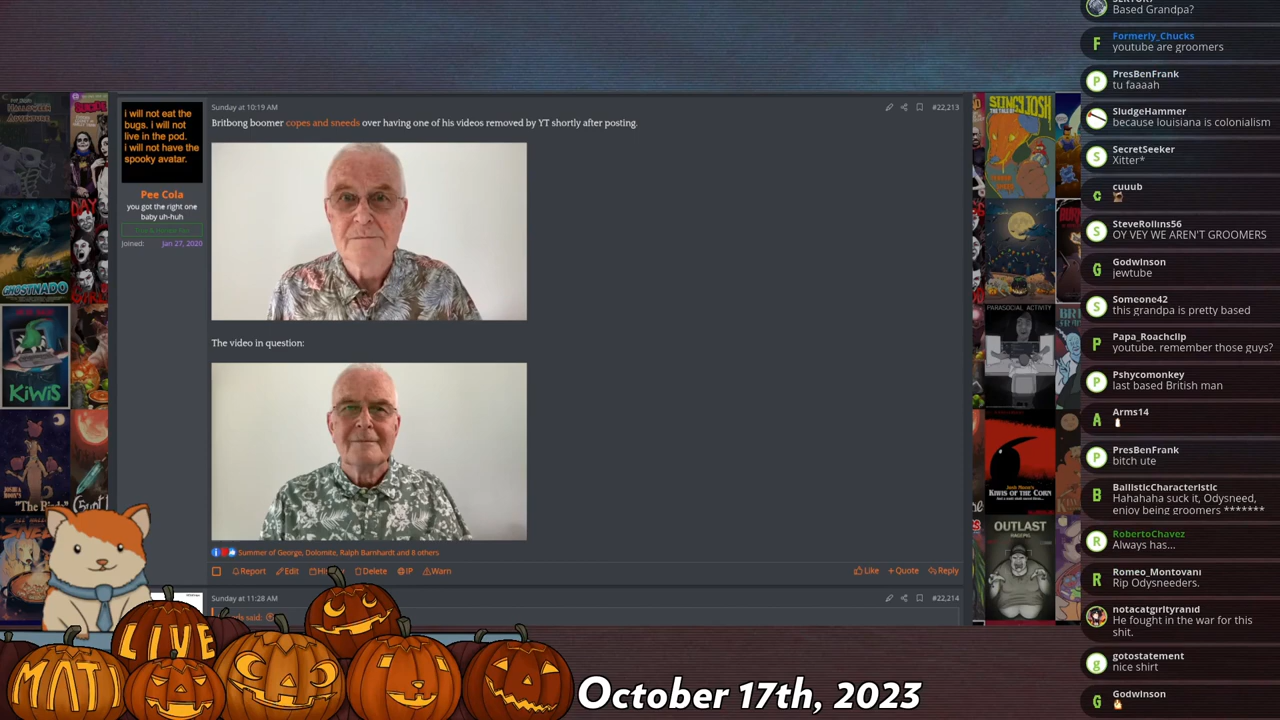 i will not eat the
bugs. i will not
live in the pod.
i will not have the
spooky avatar.
Pee Cola
you got the right one
baby uh-huh
Joined: Jan 27, 2020
Sunday at 10:19 AM
#22,213
Britbong boomer copes and sneeds over having one of his videos removed by YT shortly after posting.
The video in question:
Summer of George, Dolomite, Ralph Barnhardt and 8 others
Report Edit Delete IP Warn
Like +Quote Reply
Sunday at 11:28 AM
#22,214
said:
GHOSTNADO
KiWiS
"The Birds"
STINGY JOSH
PARASOCIAL ACTIVITY
KIWIS OF THE CORN
OUTLAST
LIVE
MATI
October 17th, 2023
Based Grandpa?
Formerly_Chucks
youtube are groomers
PresBenFrank
tu faaaah
SludgeHammer
because louisiana is colonialism
SecretSeeker
Xitter*
cuuub
SteveRollins56
OY VEY WE AREN'T GROOMERS
Godwinson
jewtube
Someone42
this grandpa is pretty based
Papa_Roachclip
youtube. remember those guys?
Pshycomonkey
last based British man
Arms14
PresBenFrank
bitch ute
BallisticCharacteristic
Hahahaha suck it, Odysneed,
enjoy being groomers *******
RobertoChavez
Always has...
Romeo_Montovani
Rip Odysneeders.
notacatgirltyranid
He fought in the war for this
shit.
gotostatement
nice shirt
Godwinson